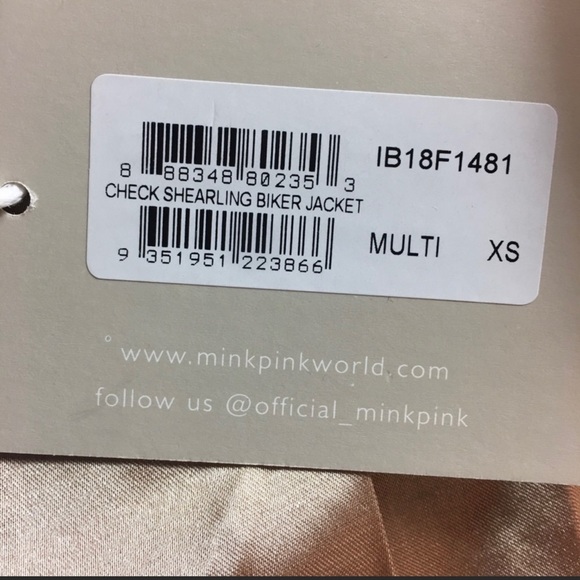 8 88348 80235 3
IB18F1481
CHECK SHEARLING BIKER JACKET
9 351951 223866
MULTI XS
www.minkpinkworld.com
follow us @official_minkpink